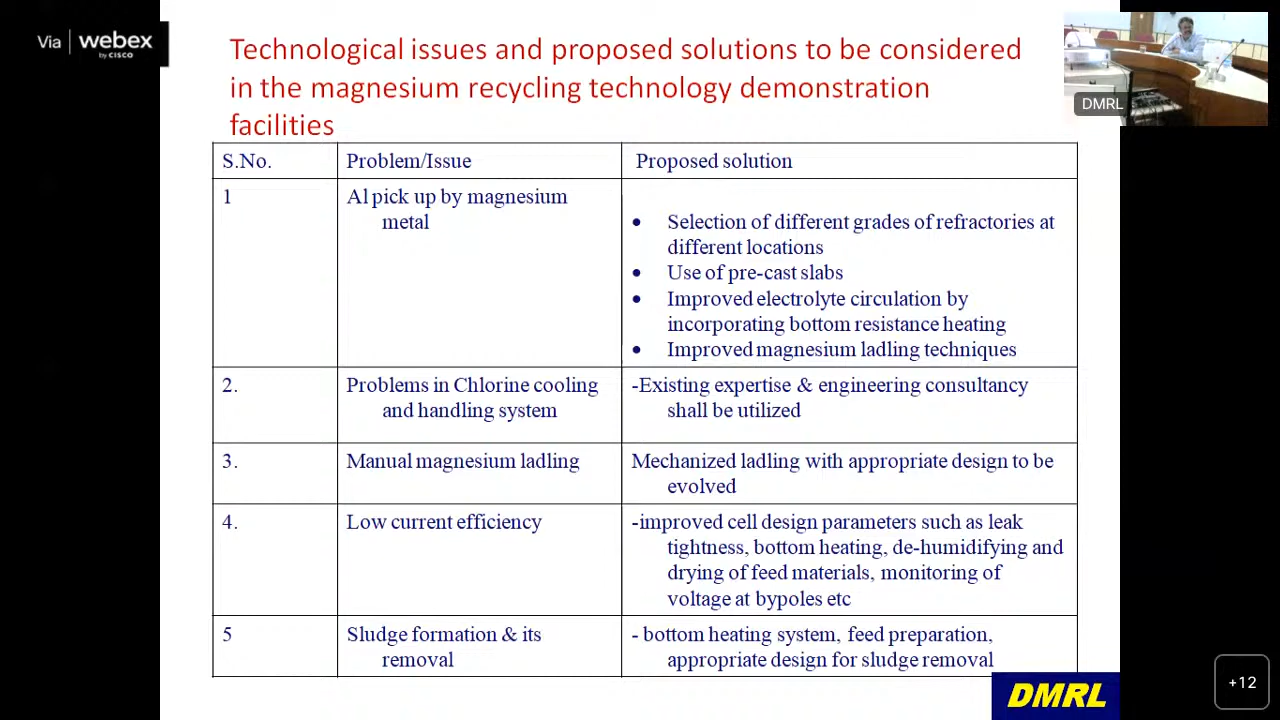 Via webex
by CISCO
Technological issues and proposed solutions to be considered
in the magnesium recycling technology demonstration
facilities
DMRL
S.No. Problem/Issue Proposed solution
1 Al pick up by magnesium
metal
• Selection of different grades of refractories at
different locations
• Use of pre-cast slabs
• Improved electrolyte circulation by
incorporating bottom resistance heating
• Improved magnesium ladling techniques
2. Problems in Chlorine cooling -Existing expertise & engineering consultancy
and handling system shall be utilized
3. Manual magnesium ladling Mechanized ladling with appropriate design to be
evolved
4. Low current efficiency -improved cell design parameters such as leak
tightness, bottom heating, de-humidifying and
drying of feed materials, monitoring of
voltage at bypoles etc
5 Sludge formation & its - bottom heating system, feed preparation,
removal appropriate design for sludge removal
DMRL
+12